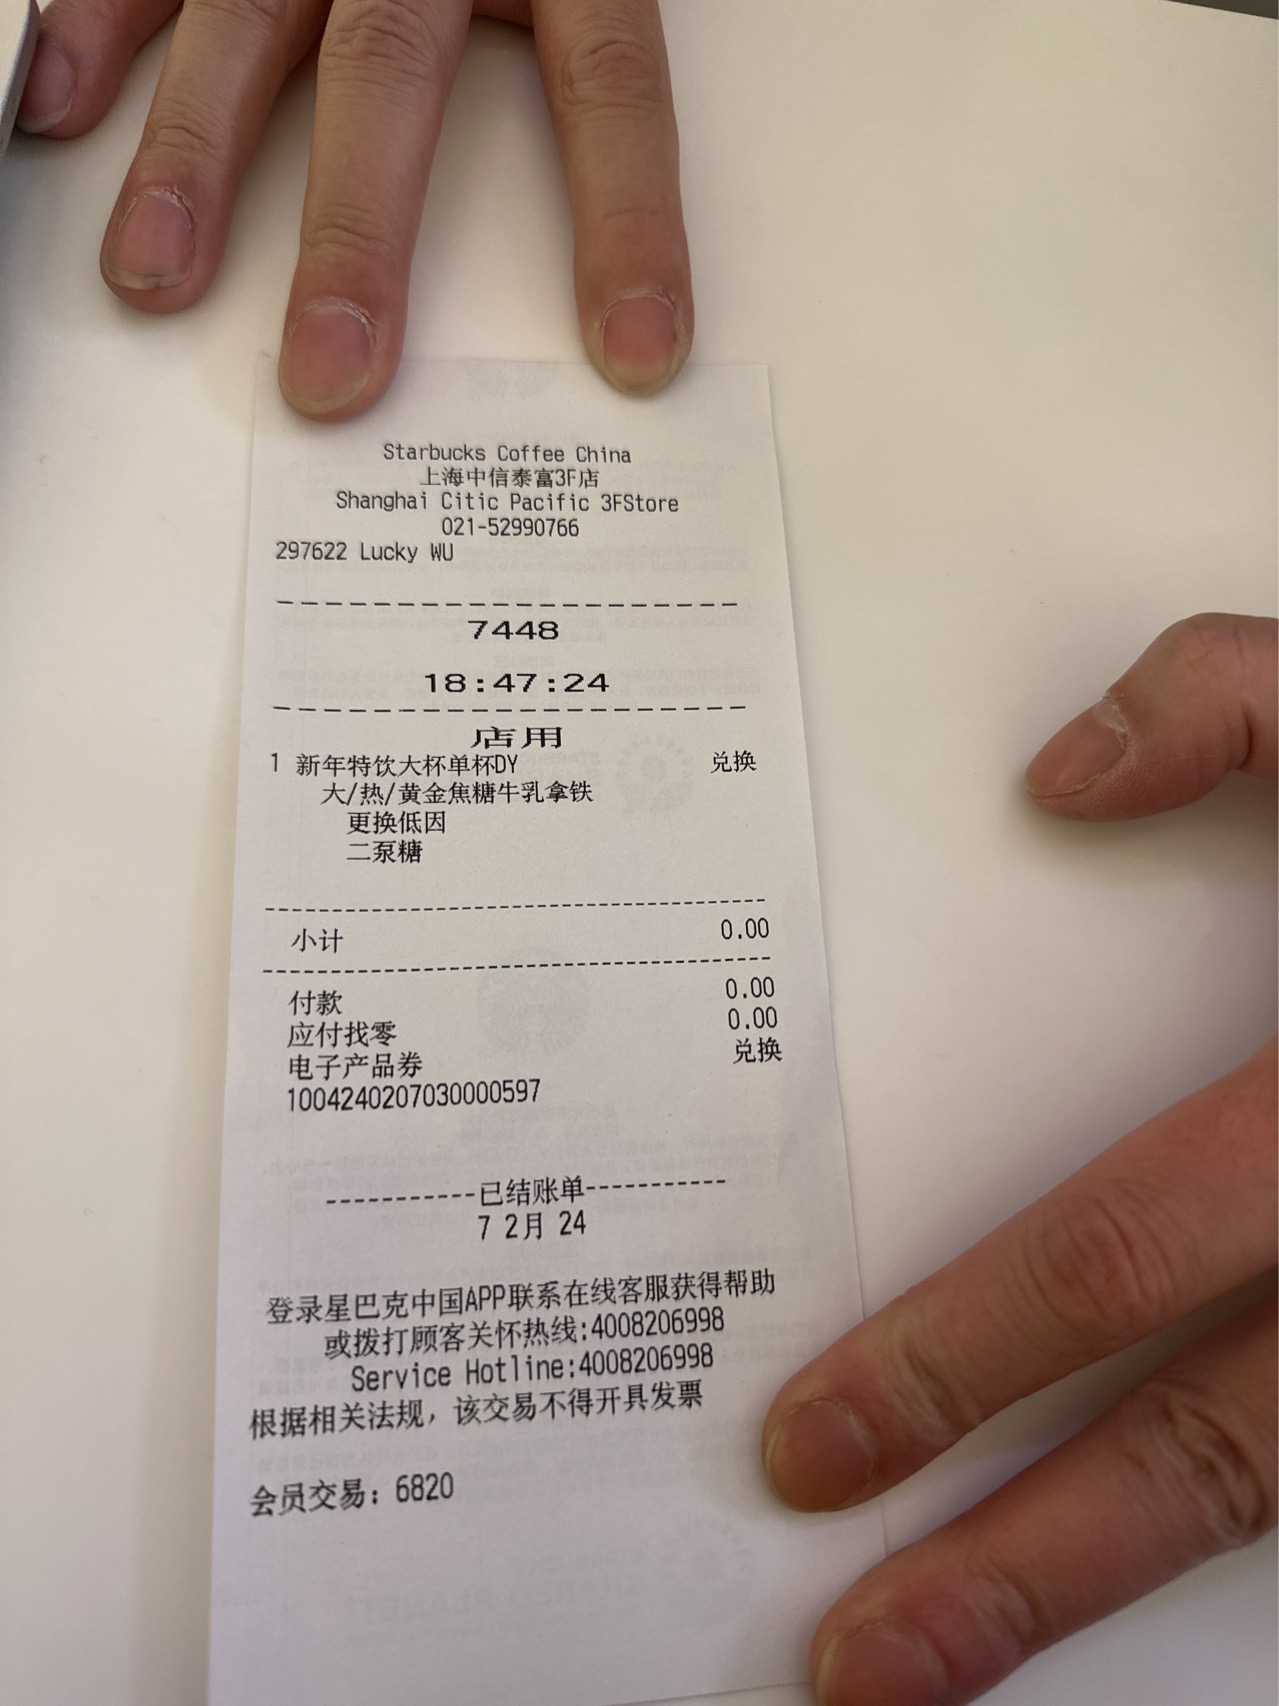 Starbucks Coffee China
上海中信泰富3F店
Shanghai Citic Pacific 3FStore
021-52990766
297622 Lucky WU
7448
18:47:24
店用
1 新年特饮大杯单杯DY 兑换
大/热/黄金焦糖牛乳拿铁
更换低因
二泵糖
小计 0.00
付款 0.00
应付找零 0.00
电子产品券 兑换
1004240207030000597
-----------已结账单-----------
7 2月 24
登录星巴克中国APP联系在线客服获得帮助
或拨打顾客关怀热线:4008206998
Service Hotline:4008206998
根据相关法规，该交易不得开具发票
会员交易：6820